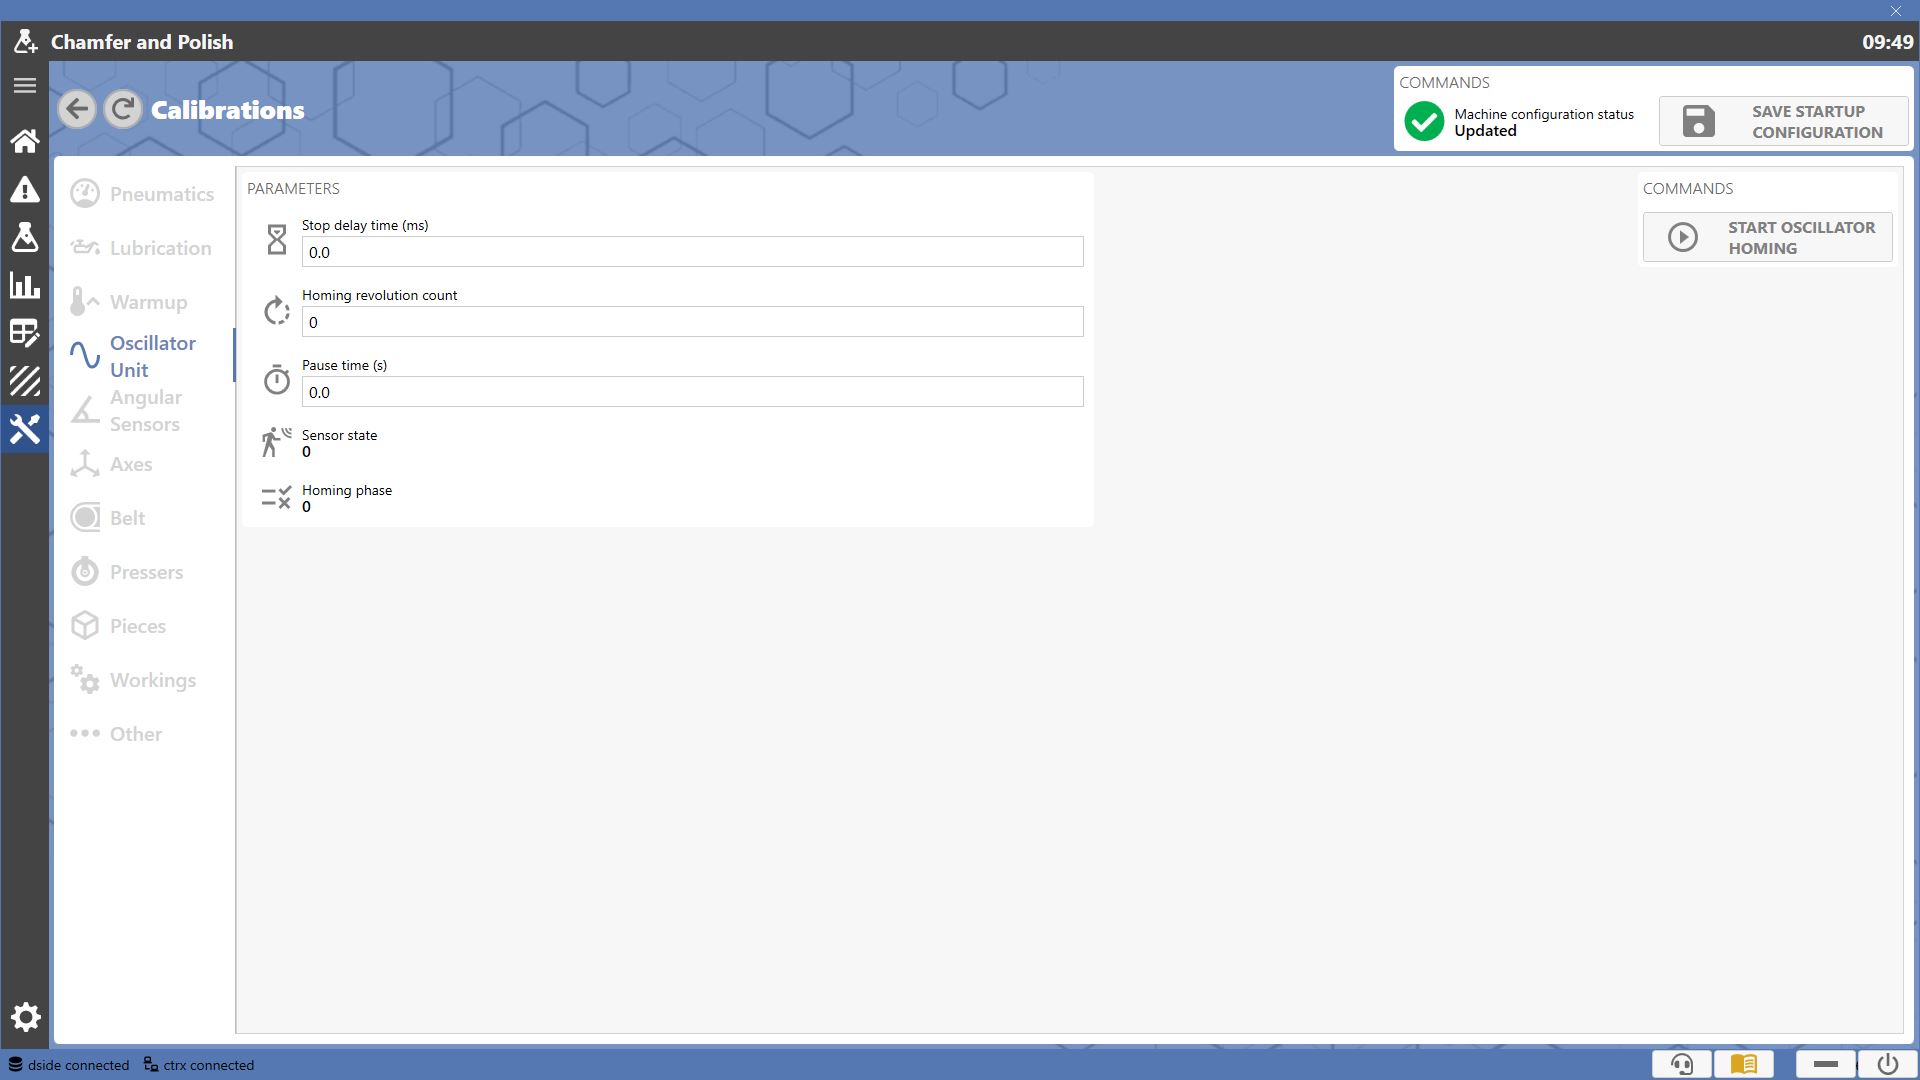 Chamfer and Polish
09:49
Calibrations
COMMANDS
Machine configuration status
Updated
SAVE STARTUP
CONFIGURATION
Pneumatics
Lubrication
Warmup
Oscillator
Unit
Angular
Sensors
Axes
Belt
Pressers
Pieces
Workings
Other
PARAMETERS
Stop delay time (ms)
0.0
Homing revolution count
0
Pause time (s)
0.0
Sensor state
0
Homing phase
0
COMMANDS
START OSCILLATOR
HOMING
dside connected
ctrx connected